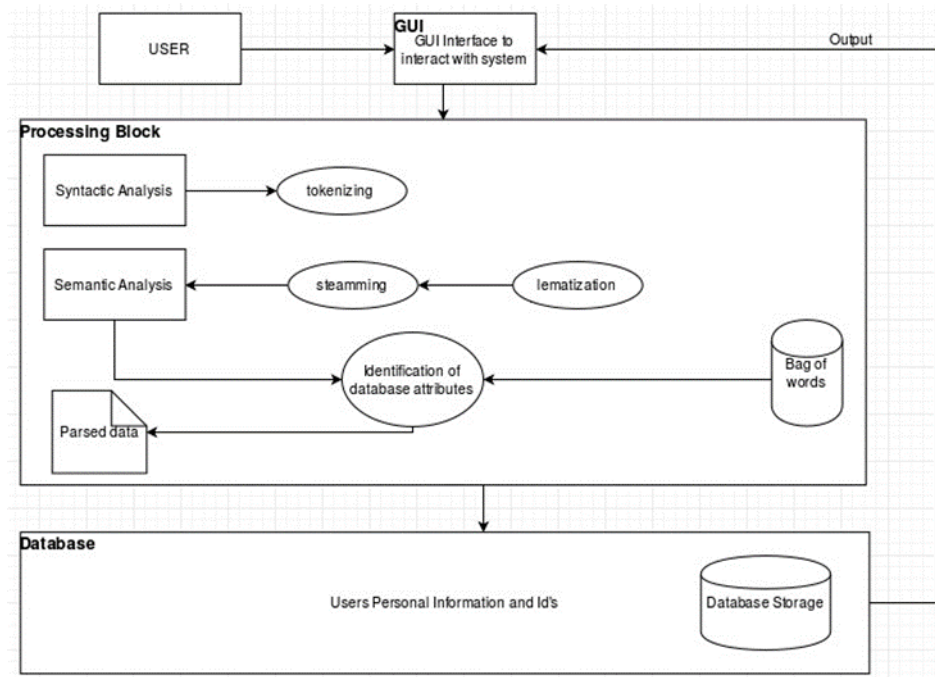 USER
GUI
GUI Interface to
interact with system
Output
Processing Block
Syntactic Analysis
tokenizing
Semantic Analysis
steamming
lematization
Identification of
database attributes
Bag of
words
Parsed data
Database
Users Personal Information and Id's
Database Storage